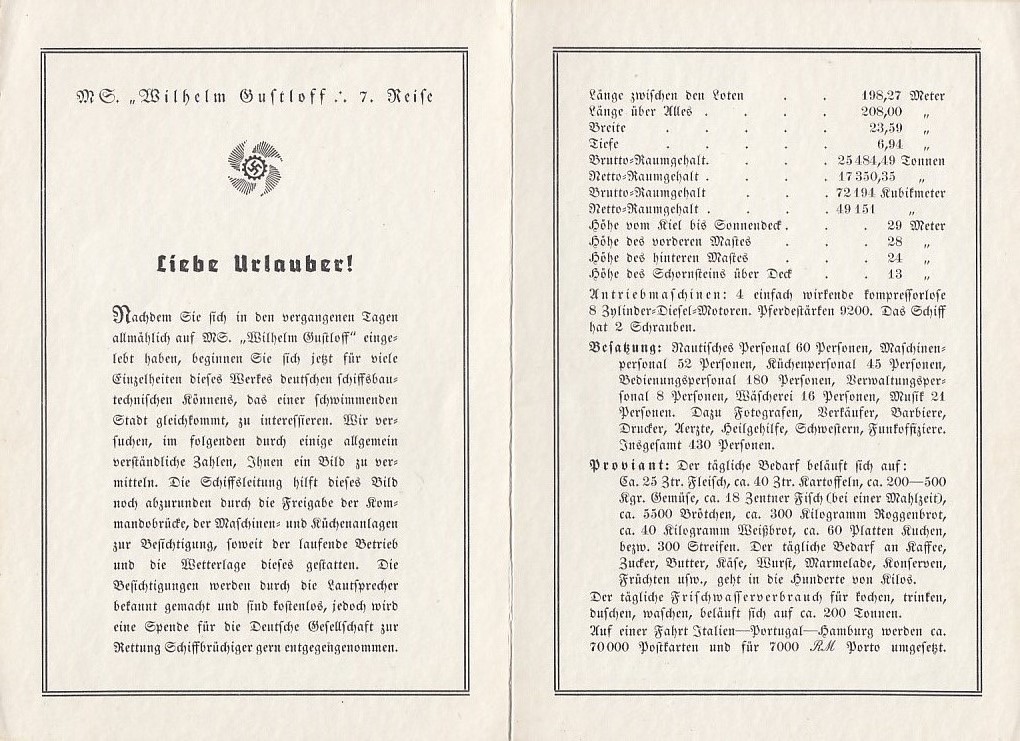 MS. „Wilhelm Gustloff ∴ 7. Reise
Liebe Urlauber!
Nachdem Sie sich in den vergangenen Tagen
allmählich auf MS. „Wilhelm Gustloff“ einge-
lebt haben, beginnen Sie sich jetzt für viele
Einzelheiten dieses Werkes deutschen schiffsbau-
technischen Könnens, das einer schwimmenden
Stadt gleichkommt, zu interessieren. Wir ver-
suchen, im folgenden durch einige allgemein
verständliche Zahlen, Ihnen ein Bild zu ver-
mitteln. Die Schiffsleitung hilft dieses Bild
noch abzurunden durch die Freigabe der Kom-
mandobrücke, der Maschinen- und Küchenanlagen
zur Besichtigung, soweit der laufende Betrieb
und die Wetterlage dieses gestatten. Die
Besichtigungen werden durch die Lautsprecher
bekannt gemacht und sind kostenlos, jedoch wird
eine Spende für die Deutsche Gesellschaft zur
Rettung Schiffbrüchiger gern entgegengenommen.
Länge zwischen den Loten . . 198,27 Meter
Länge über Alles . . . . 208,00 „
Breite . . . . . 23,59 „
Tiefe . . . . . 6,94 „
Brutto-Raumgehalt. . . . 25 484,49 Tonnen
Netto-Raumgehalt . . . . 17 350,35 „
Brutto-Raumgehalt . . . 72 194 Kubikmeter
Netto-Raumgehalt . . . . 49 151 „
Höhe vom Kiel bis Sonnendeck . . . 29 Meter
Höhe des vorderen Mastes . . . 28 „
Höhe des hinteren Mastes . . . 24 „
Höhe des Schornsteins über Deck . . 13 „
Antriebmaschinen: 4 einfach wirkende kompressorlose
8 Zylinder-Diesel-Motoren. Pferdestärken 9200. Das Schiff
hat 2 Schrauben.
Besatzung: Nautisches Personal 60 Personen, Maschinen-
personal 52 Personen, Küchenpersonal 45 Personen,
Bedienungspersonal 180 Personen, Verwaltungsper-
sonal 8 Personen, Wäscherei 16 Personen, Musik 21
Personen. Dazu Fotografen, Verkäufer, Barbiere,
Drucker, Aerzte, Heilgehilfe, Schwestern, Funkoffiziere.
Insgesamt 430 Personen.
Proviant: Der tägliche Bedarf beläuft sich auf:
Ca. 25 Ztr. Fleisch, ca. 40 Ztr. Kartoffeln, ca. 200—500
Kgr. Gemüse, ca. 18 Zentner Fisch (bei einer Mahlzeit),
ca. 5500 Brötchen, ca. 300 Kilogramm Roggenbrot,
ca. 40 Kilogramm Weißbrot, ca. 60 Platten Kuchen,
bezw. 300 Streifen. Der tägliche Bedarf an Kaffee,
Zucker, Butter, Käse, Wurst, Marmelade, Konserven,
Früchten usw., geht in die Hunderte von Kilos.
Der tägliche Frischwasserverbrauch für kochen, trinken,
duschen, waschen, beläuft sich auf ca. 200 Tonnen.
Auf einer Fahrt Italien—Portugal—Hamburg werden ca.
70 000 Postkarten und für 7000 RM Porto umgesetzt.